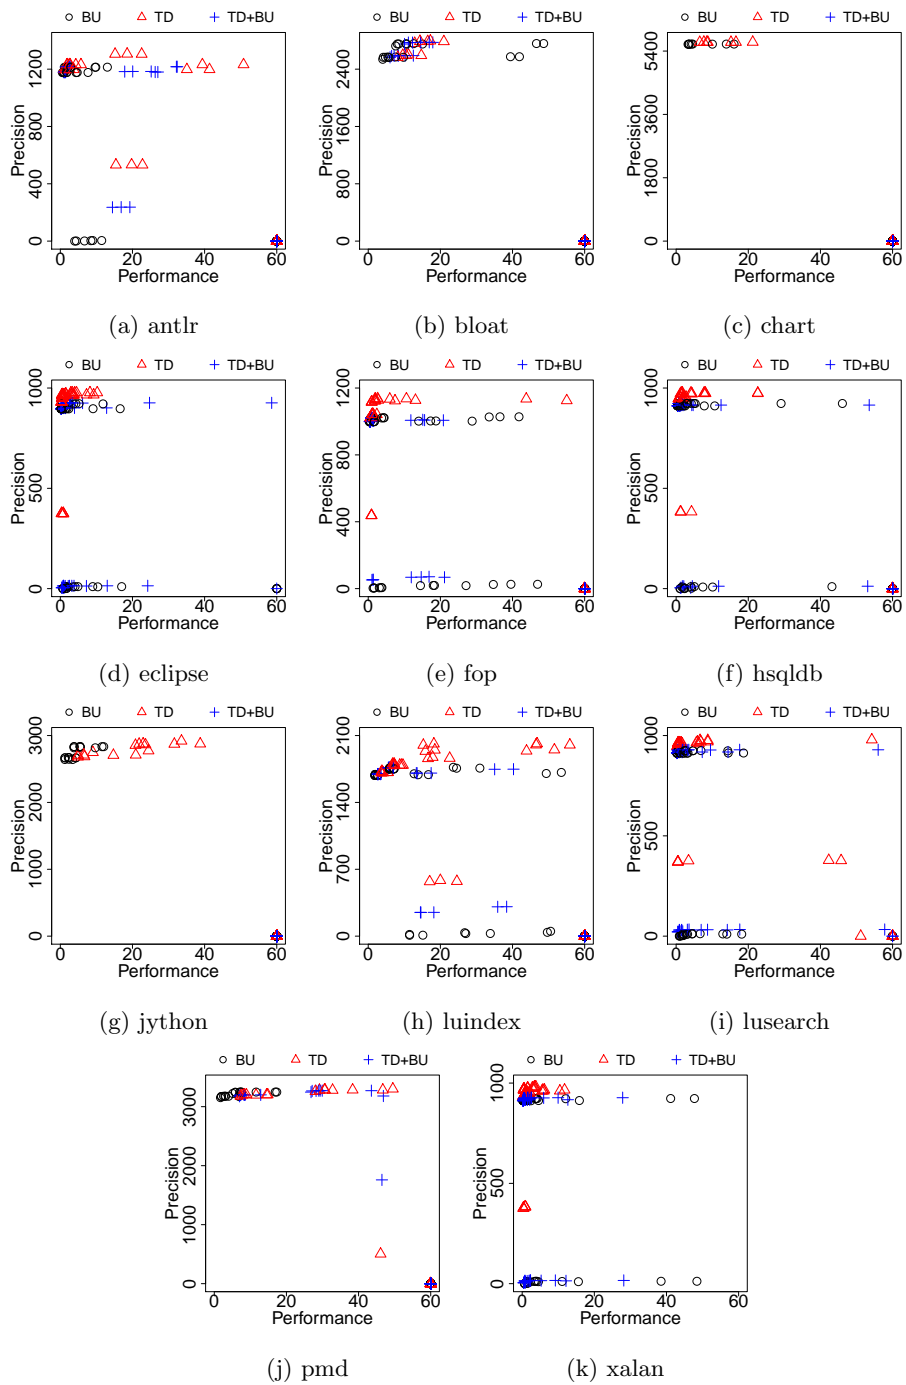 BU TD TD+BU BU TD TD+BU BU TD TD+BU
Precision
0 400 800 1200
0 20 40 60
Performance
Precision
0 800 1600 2400
0 20 40 60
Performance
Precision
0 1800 3600 5400
0 20 40 60
Performance
(a) antlr (b) bloat (c) chart
BU TD TD+BU BU TD TD+BU BU TD TD+BU
Precision
0 500 1000
0 20 40 60
Performance
Precision
0 400 800 1200
0 20 40 60
Performance
Precision
0 500 1000
0 20 40 60
Performance
(d) eclipse (e) fop (f) hsqldb
BU TD TD+BU BU TD TD+BU BU TD TD+BU
Precision
0 1000 2000 3000
0 20 40 60
Performance
Precision
0 700 1400 2100
0 20 40 60
Performance
Precision
0 500 1000
0 20 40 60
Performance
(g) jython (h) luindex (i) lusearch
BU TD TD+BU BU TD TD+BU
Precision
0 1000 2000 3000
0 20 40 60
Performance
Precision
0 500 1000
0 20 40 60
Performance
(j) pmd (k) xalan